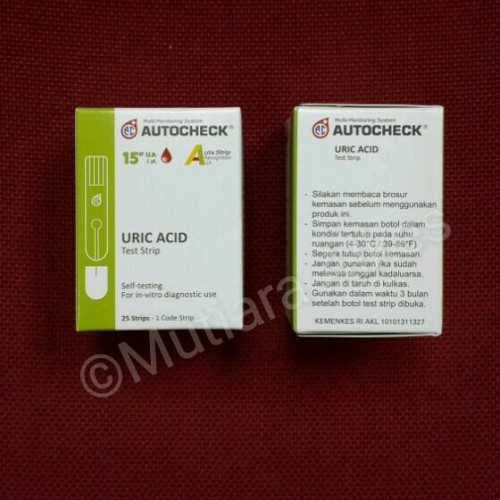 Multi Monitoring System
AUTOCHECK®
15" UA
Auto Strip
Recognition
URIC ACID
Test Strip
Self-testing
For in-vitro diagnostic use
25 Strips - 1 Code Strip
Multi Monitoring System
AUTOCHECK®
URIC ACID
Test Strip
- Silakan membaca brosur
kemasan sebelum menggunakan
produk ini.
- Simpan kemasan botol dalam
kondisi tertutup pada suhu
ruangan (4-30°C / 39-86°F)
- Segera tutup botol kemasan.
- Jangan gunakan jika sudah
melewas tanggal kadaluarsa.
- Jangan di taruh di kulkas.
- Gunakan dalam waktu 3 bulan
setelah botol test strip dibuka.
KEMENKES RI AKL 10101311327